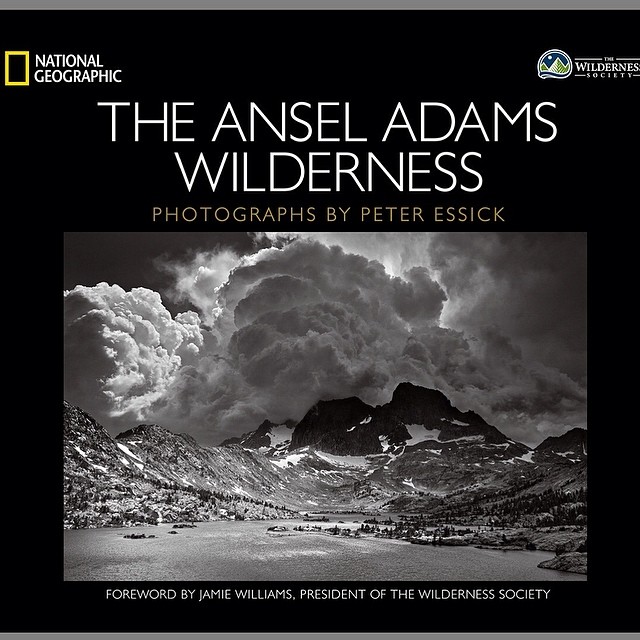 NATIONAL
GEOGRAPHIC
THE
WILDERNESS
SOCIETY
THE ANSEL ADAMS
WILDERNESS
PHOTOGRAPHS BY PETER ESSICK
FOREWORD BY JAMIE WILLIAMS, PRESIDENT OF THE WILDERNESS SOCIETY